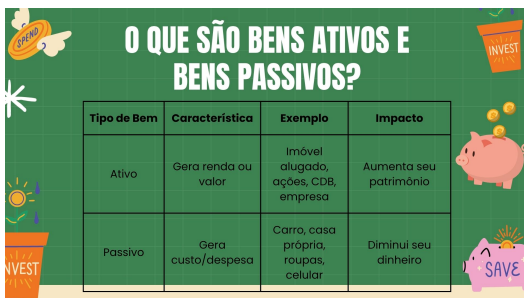 SPEND
O QUE SÃO BENS ATIVOS E
BENS PASSIVOS?
INVEST
Tipo de Bem Característica Exemplo Impacto
Ativo
Gera renda ou
valor
Imóvel
alugado,
ações, CDB,
empresa
Aumenta seu
patrimônio
Passivo
Gera
custo/despesa
Carro, casa
própria,
roupas,
celular
Diminui seu
dinheiro
NVEST
SAVE